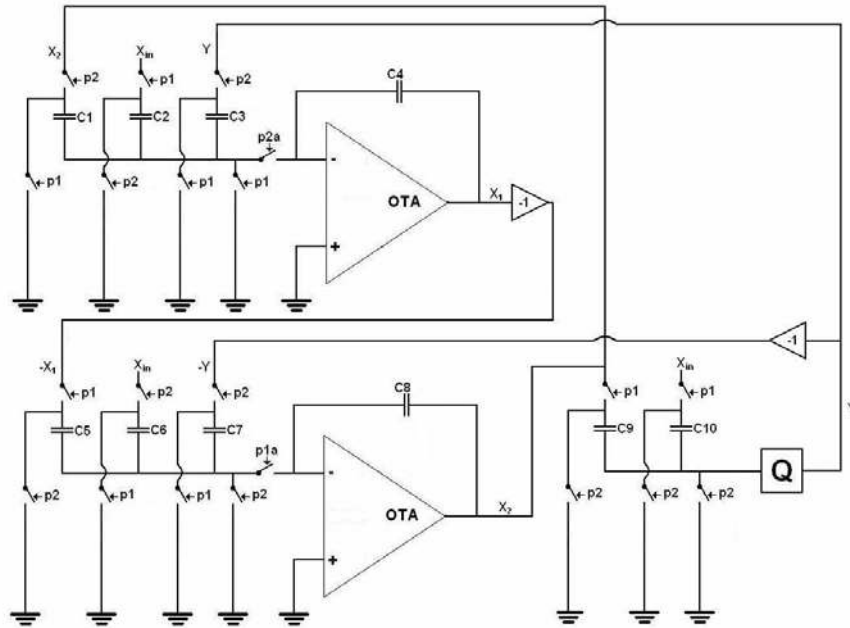 X2 Xin Y
p2 p1 p2 C4
C1 C2 C3
p2a
p1 p2 p1 p1
-
OTA X1 -1
+
-X1 Xin -Y -1
p1 p2 p2 C8 p1 Xin p1
C5 C6 C7 C9 C10 Y
p1a
p2 p1 p1 p2 p2 p2 p2
-
OTA X2 Q
+